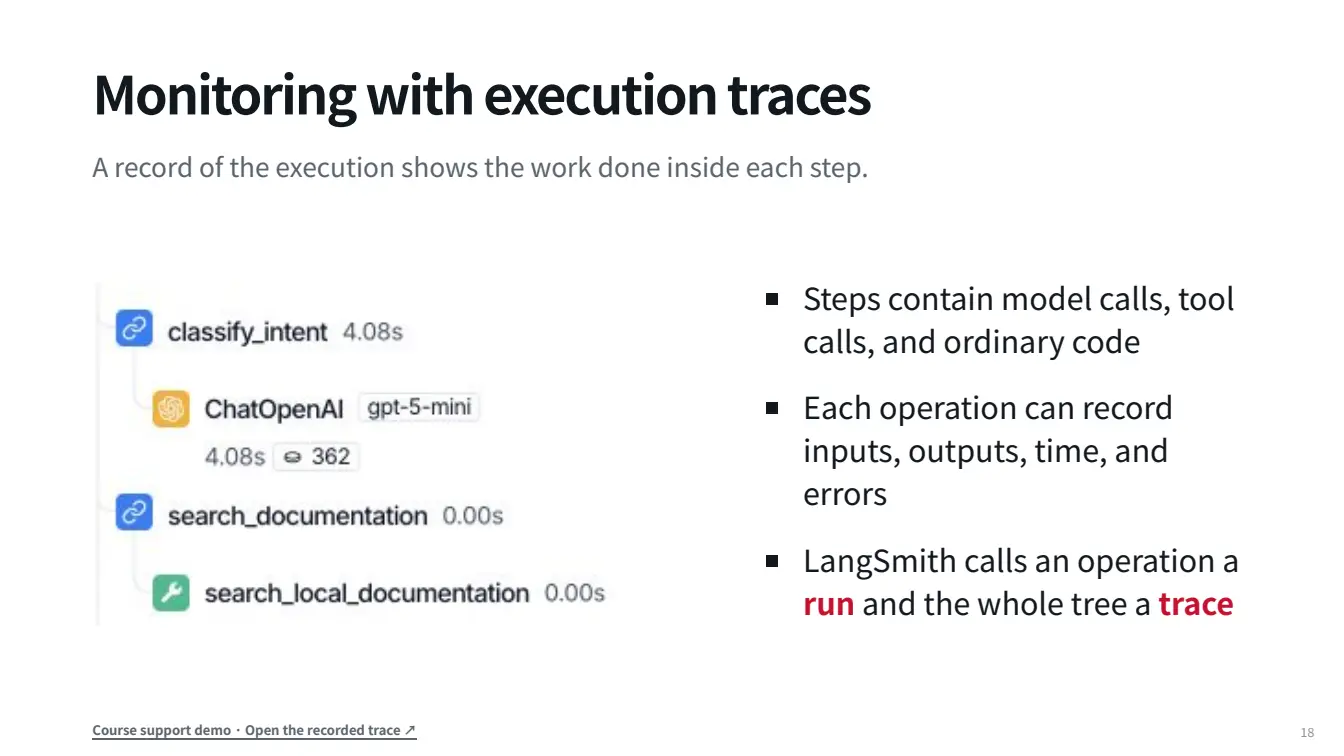 Monitoring with execution traces
A record of the execution shows the work done inside each step.
classify_intent 4.08s
ChatOpenAI gpt-5-mini
4.08s 362
search_documentation 0.00s
search_local_documentation 0.00s
Steps contain model calls, tool
calls, and ordinary code
Each operation can record
inputs, outputs, time, and
errors
LangSmith calls an operation a
run and the whole tree a trace
Course support demo · Open the recorded trace ↗
18